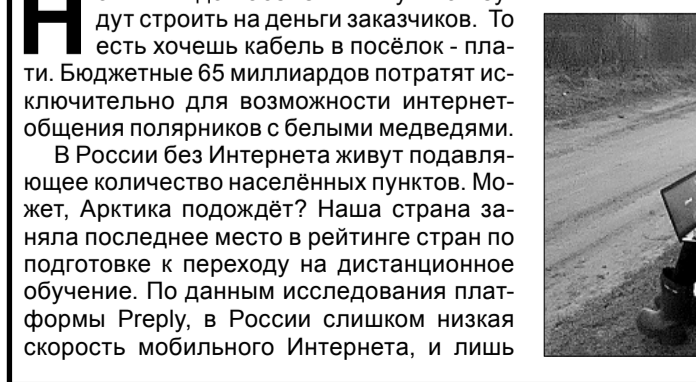 Н
дут строить на деньги заказчиков. То
есть хочешь кабель в посёлок - пла-
ти. Бюджетные 65 миллиардов потратят ис-
ключительно для возможности интернет-
общения полярников с белыми медведями.
В России без Интернета живут подавля-
ющее количество населённых пунктов. Мо-
жет, Арктика подождёт? Наша страна за-
няла последнее место в рейтинге стран по
подготовке к переходу на дистанционное
обучение. По данным исследования плат-
формы Preply, в России слишком низкая
скорость мобильного Интернета, и лишь